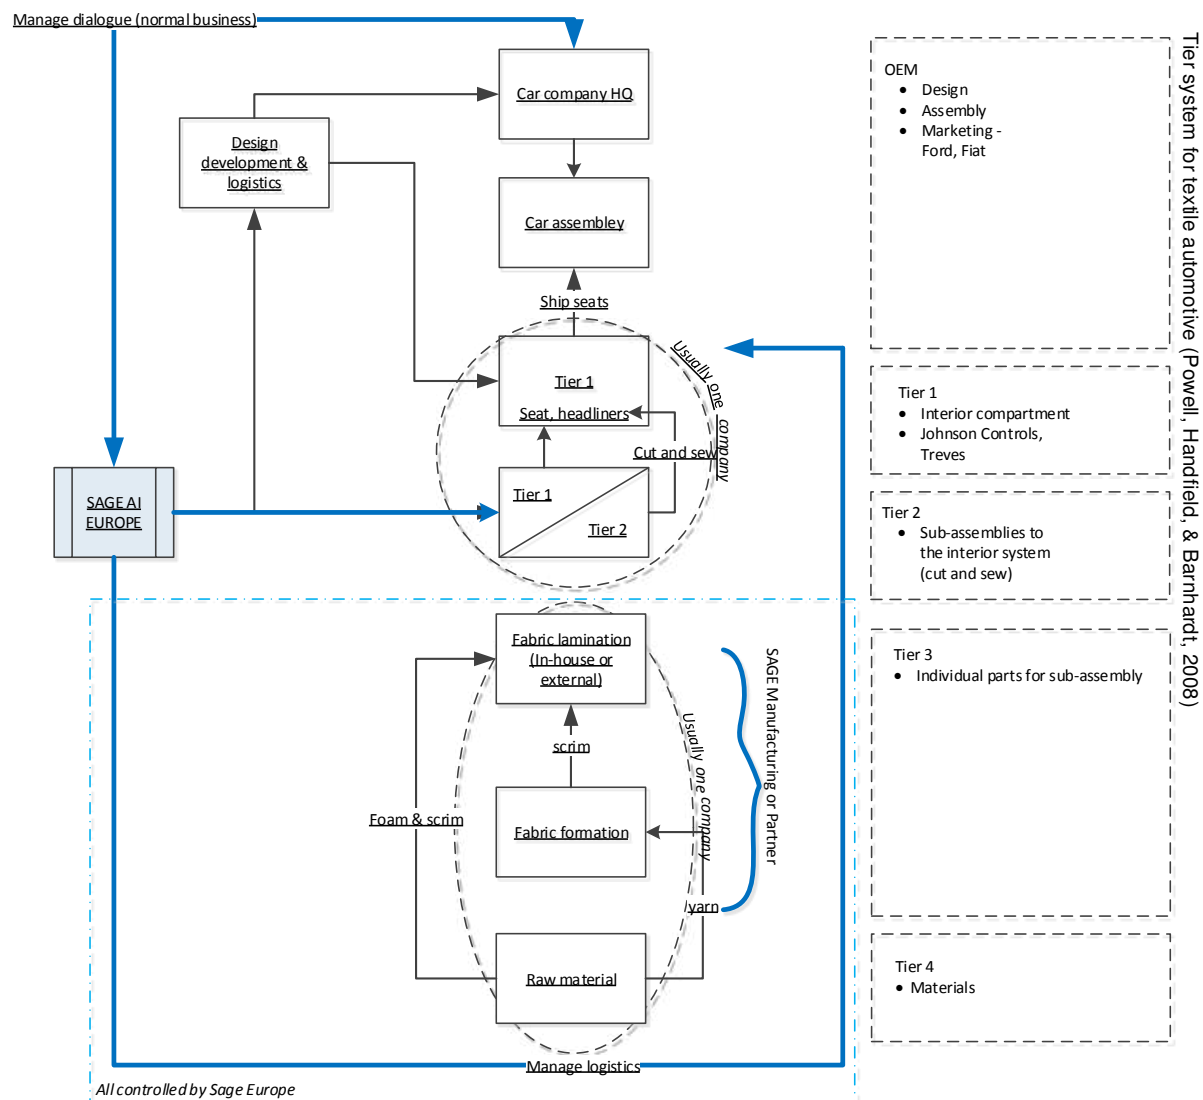 Manage dialogue (normal business)
Car company HQ
Design
development &
logistics
Car assembley
Ship seats
Tier 1
Seat, headliners
Usually one company
Cut and sew
Tier 1
Tier 2
SAGE AI
EUROPE
Fabric lamination
(In-house or
external)
scrim
Foam & scrim
Fabric formation
Usually one company
yarn
SAGE Manufacturing or Partner
Raw material
Manage logistics
All controlled by Sage Europe
OEM
• Design
• Assembly
• Marketing -
Ford, Fiat
Tier 1
• Interior compartment
• Johnson Controls,
Treves
Tier 2
• Sub-assemblies to
the interior system
(cut and sew)
Tier 3
• Individual parts for sub-assembly
Tier 4
• Materials
Tier system for textile automotive (Powell, Handfield, & Barnhardt, 2008)